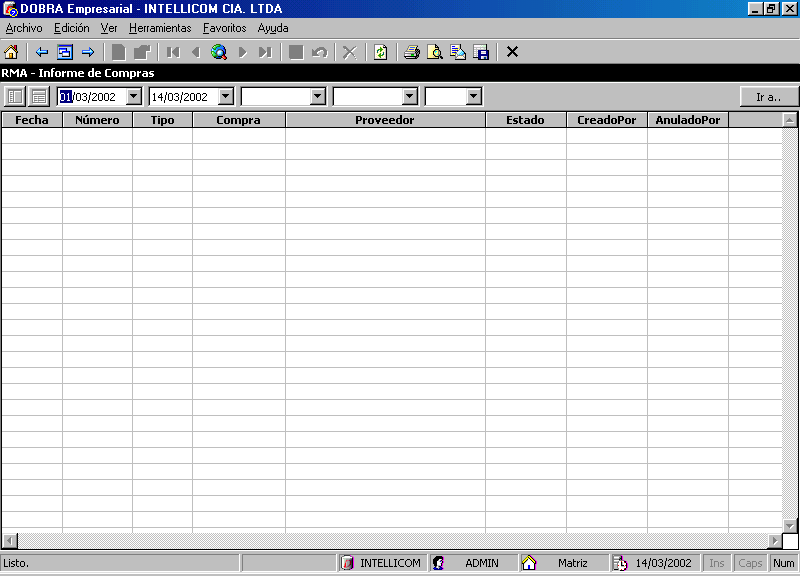 DOBRA Empresarial - INTELLICOM CIA. LTDA
Archivo Edición Ver Herramientas Favoritos Ayuda
RMA - Informe de Compras
01/03/2002 14/03/2002 Ir a..
Fecha Número Tipo Compra Proveedor Estado CreadoPor AnuladoPor
Listo. INTELLICOM ADMIN Matriz 14/03/2002 Ins Caps Num